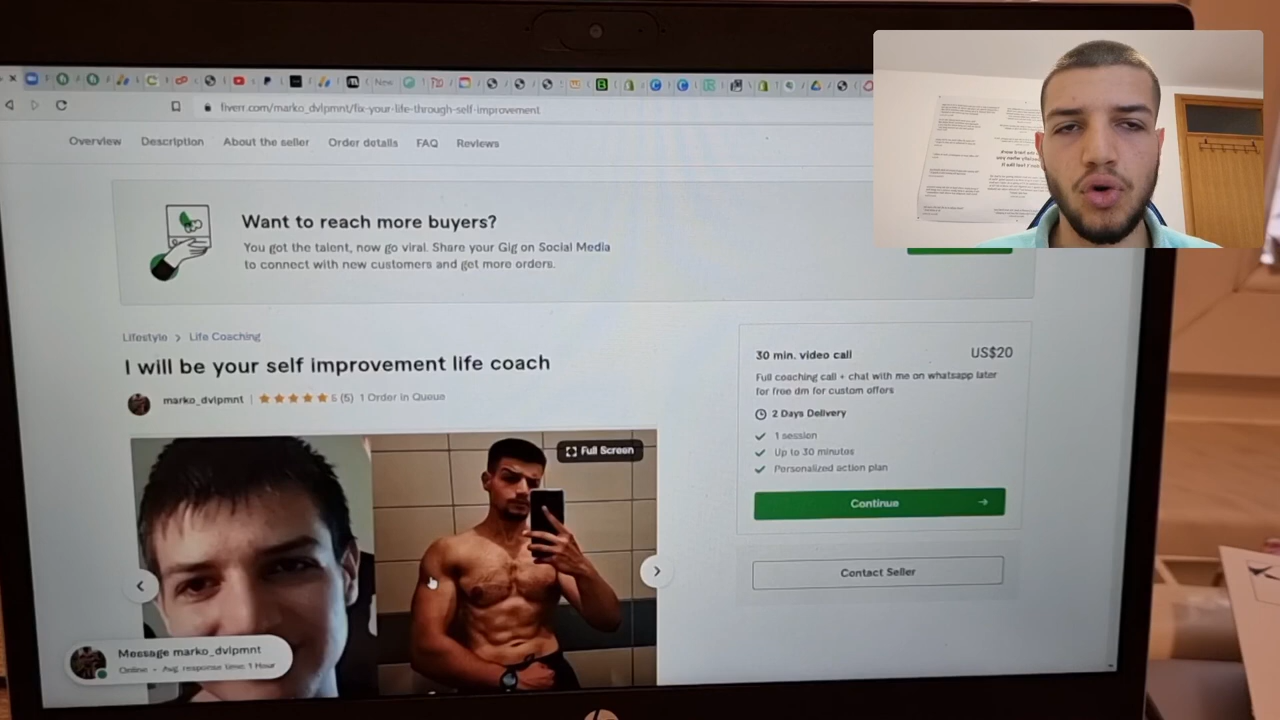 fiverr.com/marko_dvlpmnt/fix-your-life-through-self-improvement
Overview
Description
About the seller
Order details
FAQ
Reviews
Want to reach more buyers?
You got the talent, now go viral. Share your Gig on Social Media
to connect with new customers and get more orders.
Lifestyle > Life Coaching
I will be your self improvement life coach
marko_dvlpmnt | 5 (5) 1 Order in Queue
Full Screen
Message marko_dvlpmnt
Online • Avg. response time: 1 Hour
30 min. video call US$20
Full coaching call + chat with me on whatsapp later
for free dm for custom offers
2 Days Delivery
1 session
Up to 30 minutes
Personalized action plan
Continue
Contact Seller
hp